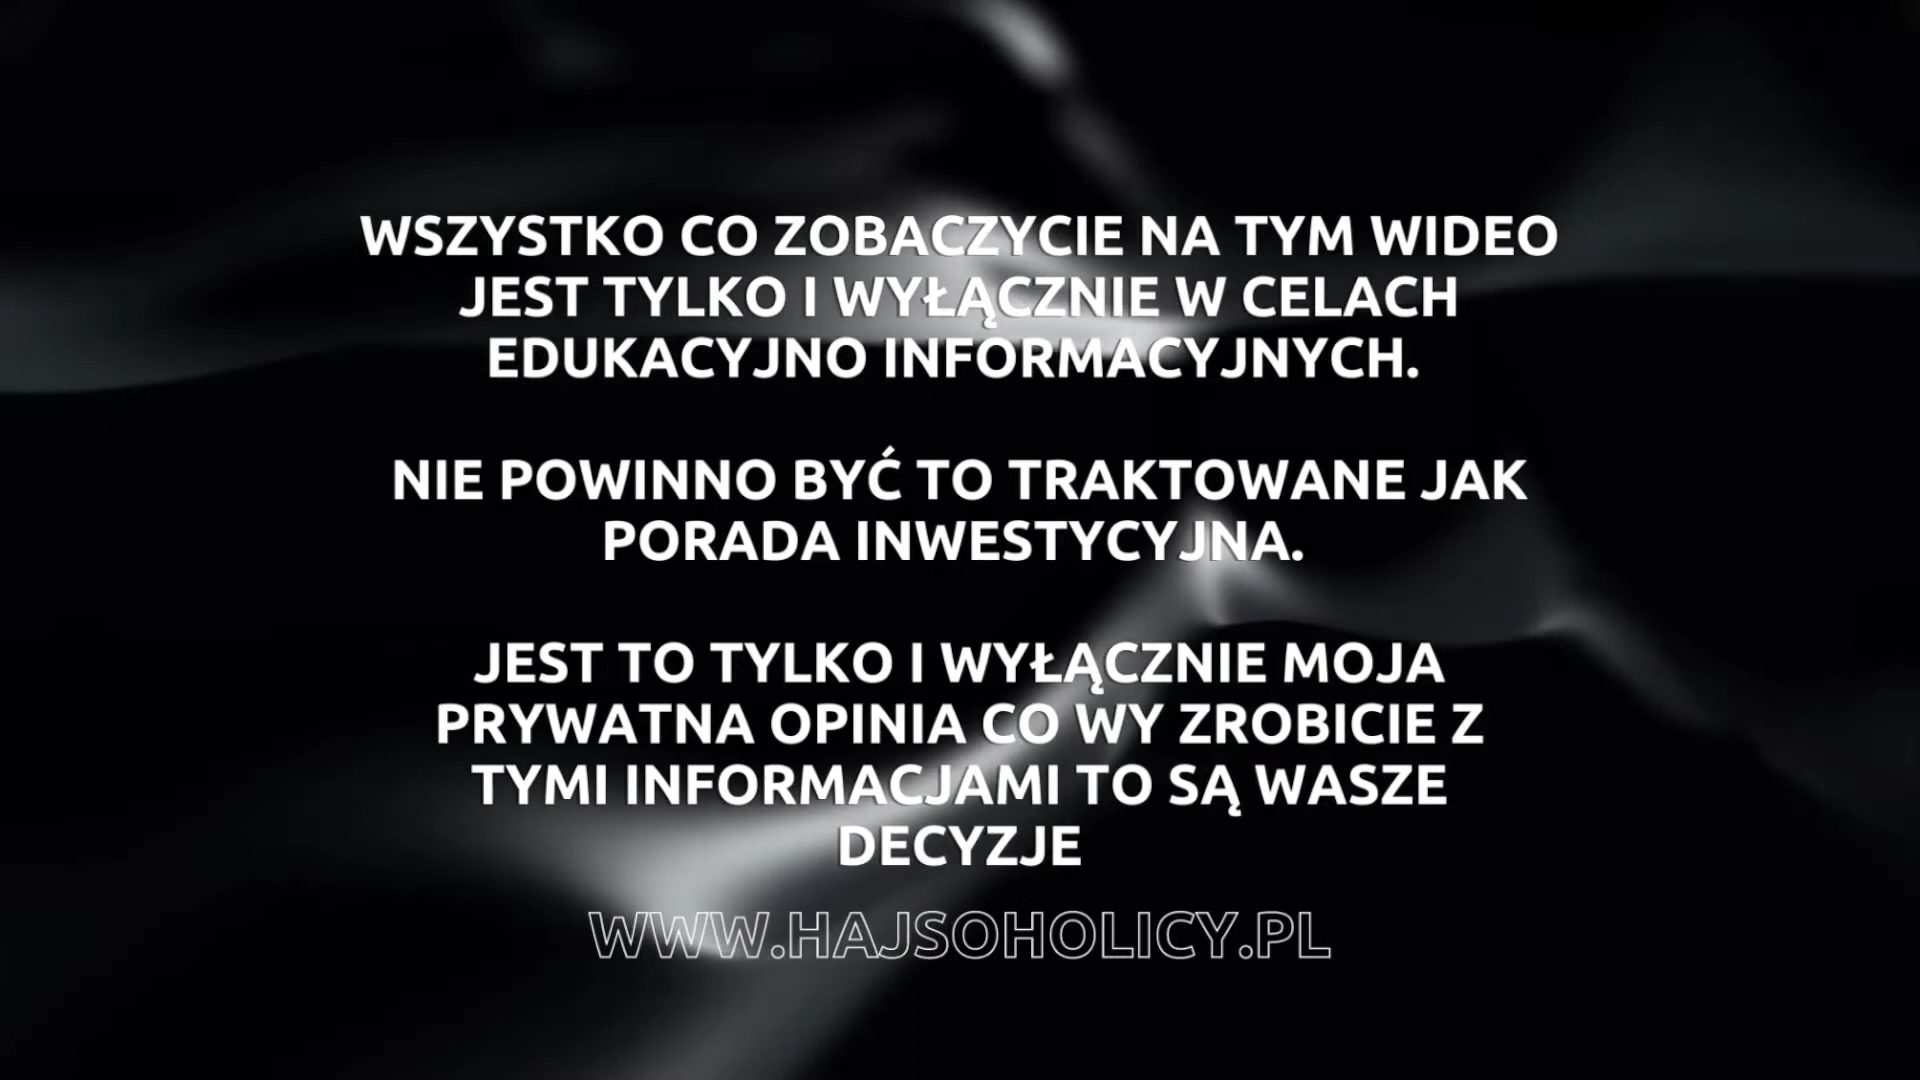 WSZYSTKO CO ZOBACZYCIE NA TYM WIDEO
JEST TYLKO I WYŁĄCZNIE W CELACH
EDUKACYJNO INFORMACYJNYCH.
NIE POWINNO BYĆ TO TRAKTOWANE JAK
PORADA INWESTYCYJNA.
JEST TO TYLKO I WYŁĄCZNIE MOJA
PRYWATNA OPINIA CO WY ZROBICIE Z
TYMI INFORMACJAMI TO SĄ WASZE
DECYZJE
WWW.HAJSOHOLICY.PL